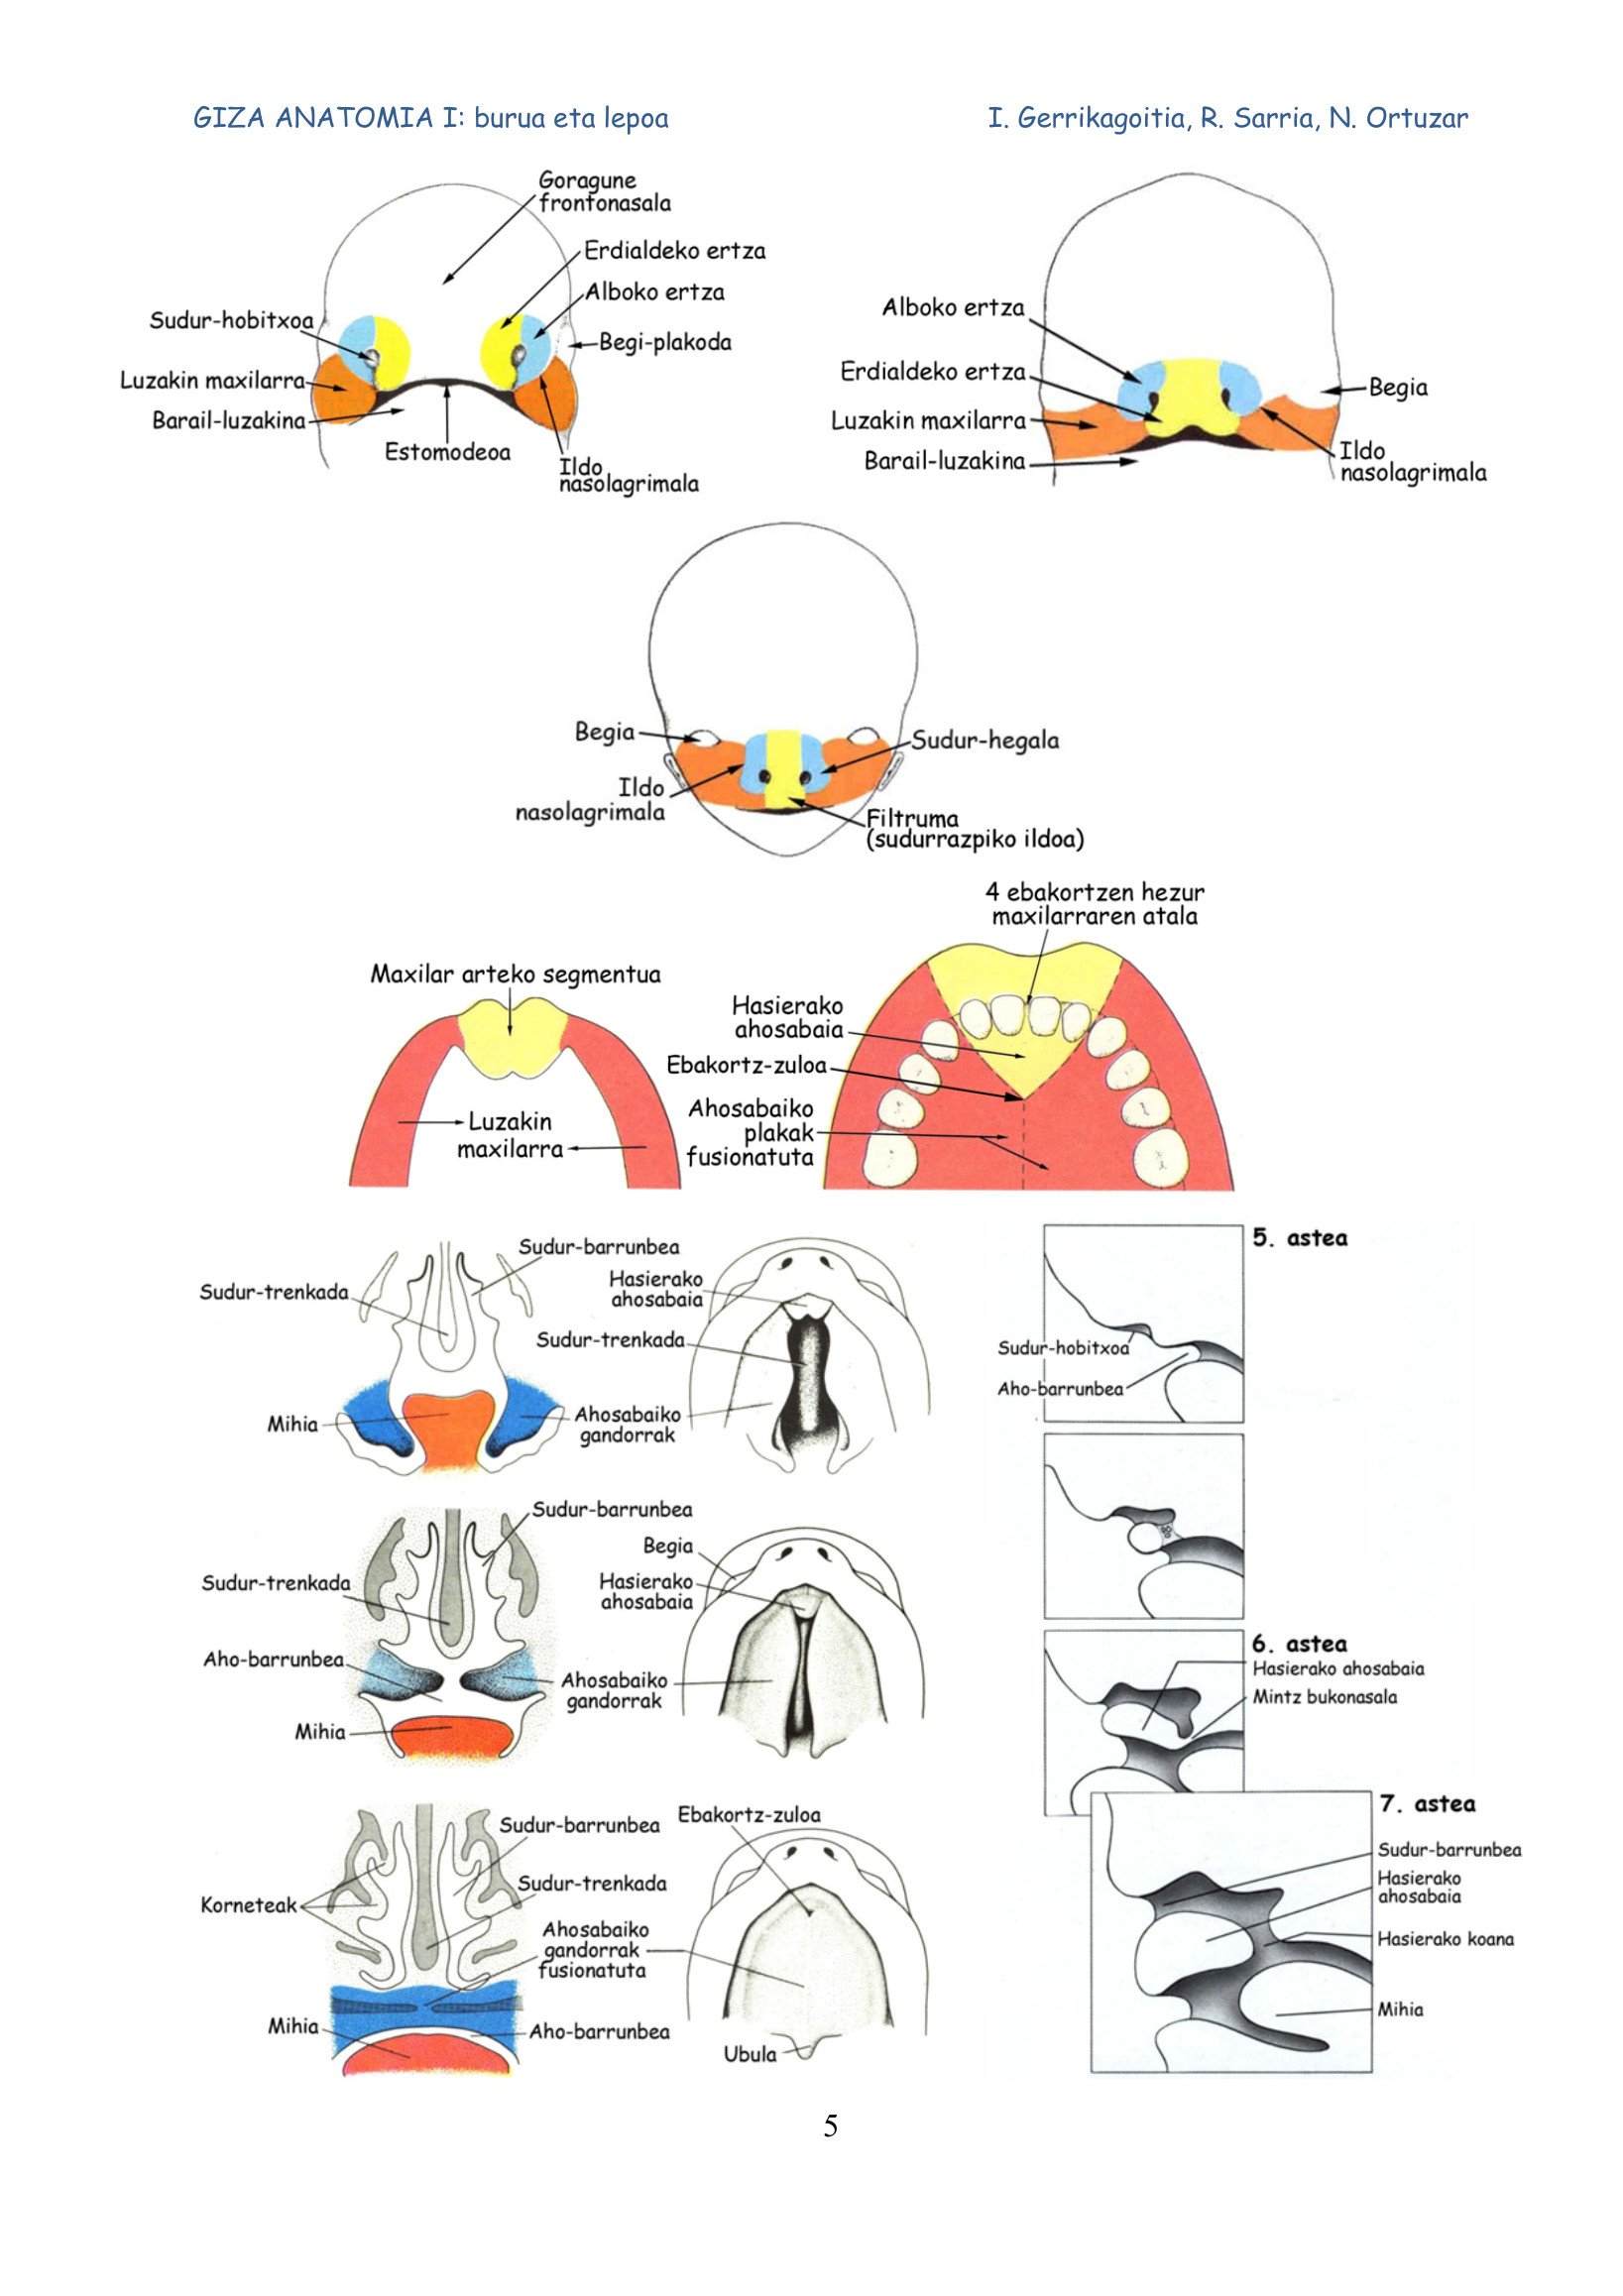 GIZA ANATOMIA I: burua eta lepoa
I. Gerrikagoitia, R. Sarria, N. Ortuzar
Goragune
frontonasala
Erdialdeko ertza
Alboko ertza
Sudur-hobitxoa
Begi-plakoda
Luzakin maxilarra
Barail-luzakina
Estomodeoa
Ildo
nasolagrimala
Alboko ertza
Erdialdeko ertza
Begia
Luzakin maxilarra
Barail-luzakina
Ildo
nasolagrimala
Begia
Sudur-hegala
Ildo
nasolagrimala
Filtruma
(sudurrazpiko ildoa)
Maxilar arteko segmentua
Luzakin
maxilarra
4 ebakortzen hezur
maxilarraren atala
Hasierako
ahosabaia
Ebakortz-zuloa
Ahosabaiko
plakak
fusionatuta
Sudur-barrunbea
Sudur-trenkada
Hasierako
ahosabaia
Sudur-trenkada
Mihia
Ahosabaiko
gandorrak
5. astea
Sudur-hobitxoa
Aho-barrunbea
Sudur-barrunbea
Begia
Sudur-trenkada
Hasierako
ahosabaia
Aho-barrunbea
Ahosabaiko
gandorrak
Mihia
6. astea
Hasierako ahosabaia
Mintz bukonasala
Sudur-barrunbea
Ebakortz-zuloa
Sudur-trenkada
Korneteak
Ahosabaiko
gandorrak
fusionatuta
Mihia
Aho-barrunbea
Ubula
7. astea
Sudur-barrunbea
Hasierako
ahosabaia
Hasierako koana
Mihia
5